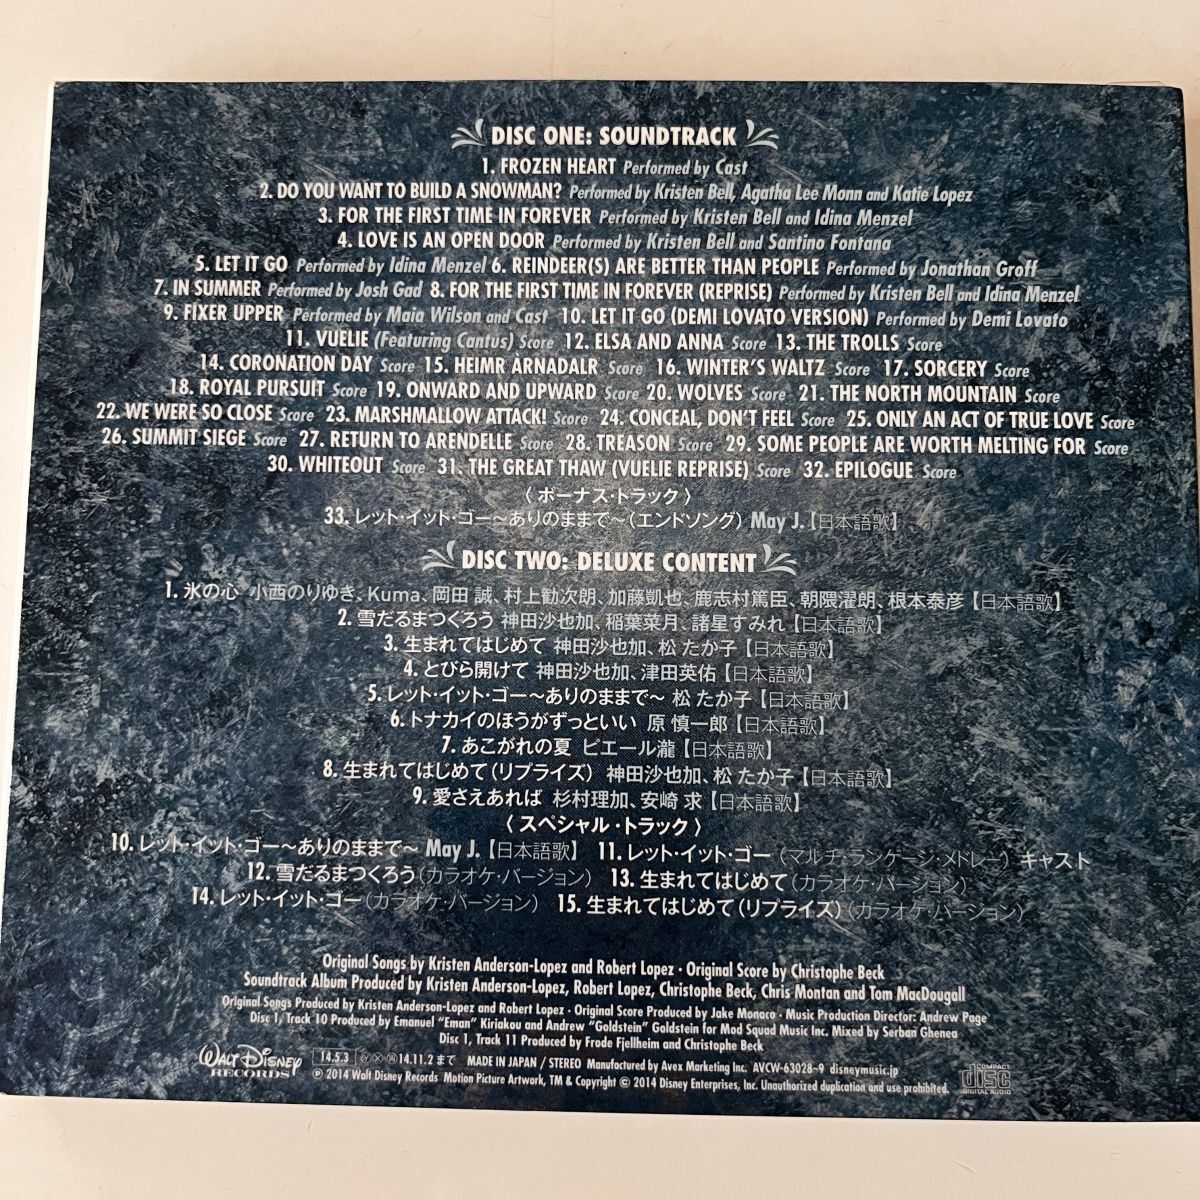 DISC ONE: SOUNDTRACK
1. FROZEN HEART Performed by Cast
2. DO YOU WANT TO BUILD A SNOWMAN? Performed by Kristen Bell, Agatha Lee Monn and Katie Lopez
3. FOR THE FIRST TIME IN FOREVER Performed by Kristen Bell and Idina Menzel
4. LOVE IS AN OPEN DOOR Performed by Kristen Bell and Santino Fontana
5. LET IT GO Performed by Idina Menzel 6. REINDEER(S) ARE BETTER THAN PEOPLE Performed by Jonathan Groff
7. IN SUMMER Performed by Josh Gad 8. FOR THE FIRST TIME IN FOREVER (REPRISE) Performed by Kristen Bell and Idina Menzel
9. FIXER UPPER Performed by Maia Wilson and Cast 10. LET IT GO (DEMI LOVATO VERSION) Performed by Demi Lovato
11. VUELIE (Featuring Cantus) Score 12. ELSA AND ANNA Score 13. THE TROLLS Score
14. CORONATION DAY Score 15. HEIMR ÀRNADALR Score 16. WINTER'S WALTZ Score 17. SORCERY Score
18. ROYAL PURSUIT Score 19. ONWARD AND UPWARD Score 20. WOLVES Score 21. THE NORTH MOUNTAIN Score
22. WE WERE SO CLOSE Score 23. MARSHMALLOW ATTACK! Score 24. CONCEAL, DON'T FEEL Score 25. ONLY AN ACT OF TRUE LOVE Score
26. SUMMIT SIEGE Score 27. RETURN TO ARENDELLE Score 28. TREASON Score 29. SOME PEOPLE ARE WORTH MELTING FOR Score
30. WHITEOUT Score 31. THE GREAT THAW (VUELIE REPRISE) Score 32. EPILOGUE Score
〈ボーナス・トラック〉
33. レット・イット・ゴー～ありのままで～(エンドソング) May J.【日本語歌】
DISC TWO: DELUXE CONTENT
1. 氷の心 小西のりゆき、Kuma、岡田 誠、村上勧次朗、加藤凱也、鹿志村篤臣、朝隈濯朗、根本泰彦【日本語歌】
2. 雪だるまつくろう 神田沙也加、稲葉菜月、諸星すみれ【日本語歌】
3. 生まれてはじめて 神田沙也加、松 たか子【日本語歌】
4. とびら開けて 神田沙也加、津田英佑【日本語歌】
5. レット・イット・ゴー～ありのままで～ 松 たか子【日本語歌】
6. トナカイのほうがずっといい 原 慎一郎【日本語歌】
7. あこがれの夏 ピエール瀧【日本語歌】
8. 生まれてはじめて(リプライズ) 神田沙也加、松 たか子【日本語歌】
9. 愛さえあれば 杉村理加、安崎 求【日本語歌】
〈スペシャル・トラック〉
10. レット・イット・ゴー～ありのままで～ May J.【日本語歌】 11. レット・イット・ゴー(マルチ・ランゲージ・メドレー) キャスト
12. 雪だるまつくろう(カラオケ・バージョン) 13. 生まれてはじめて(カラオケ・バージョン)
14. レット・イット・ゴー(カラオケ・バージョン) 15. 生まれてはじめて(リプライズ)(カラオケ・バージョン)
Original Songs by Kristen Anderson-Lopez and Robert Lopez · Original Score by Christophe Beck
Soundtrack Album Produced by Kristen Anderson-Lopez, Robert Lopez, Christophe Beck, Chris Montan and Tom MacDougall
Original Songs Produced by Kristen Anderson-Lopez and Robert Lopez · Original Score Produced by Jake Monaco · Music Production Director: Andrew Page
Disc 1, Track 10 Produced by Emanuel "Eman" Kiriakou and Andrew "Goldstein" Goldstein for Mod Squad Music Inc. Mixed by Serban Ghenea
Disc 1, Track 11 Produced by Frode Fjellheim and Christophe Beck
WALT DISNEY RECORDS 14.5.3 Ⓨ Ⓧ 14.11.2まで MADE IN JAPAN / STEREO Manufactured by Avex Marketing Inc. AVCW-63028~9 disneymusic.jp
℗ 2014 Walt Disney Records Motion Picture Artwork, TM & Copyright © 2014 Disney Enterprises, Inc. Unauthorized duplication and use prohibited.
COMPACT disc DIGITAL AUDIO